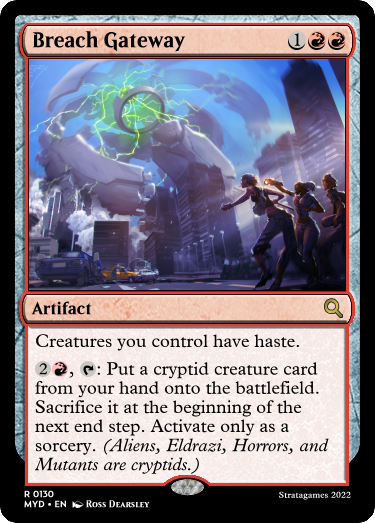 Breach Gateway 1
Artifact
Creatures you control have haste.
2 , : Put a cryptid creature card
from your hand onto the battlefield.
Sacrifice it at the beginning of the
next end step. Activate only as a
sorcery. (Aliens, Eldrazi, Horrors, and
Mutants are cryptids.)
R 0130
Stratagames 2022
MYD • EN Ross Dearsley